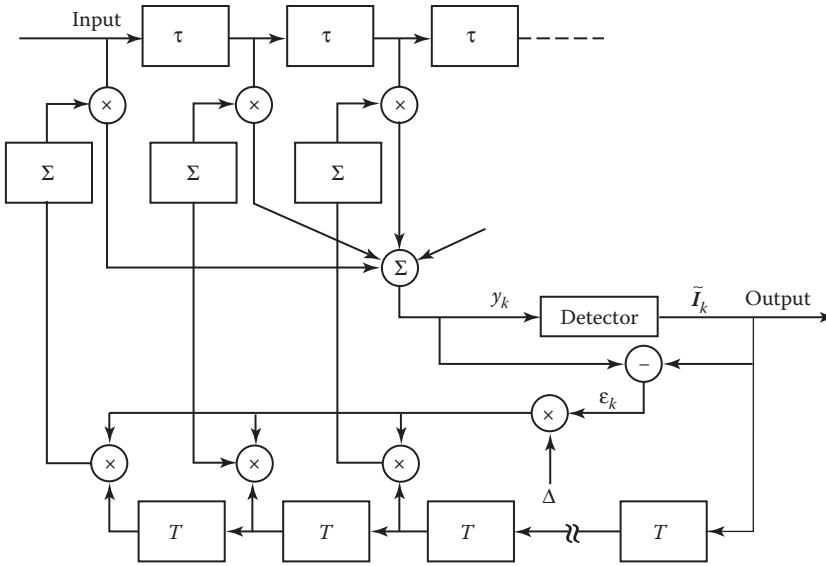 Input
τ
τ
τ
×
×
×
Σ
Σ
Σ
Σ
y_k
Detector
Ĩ_k
Output
−
ε_k
×
×
×
×
Δ
T
T
T
T